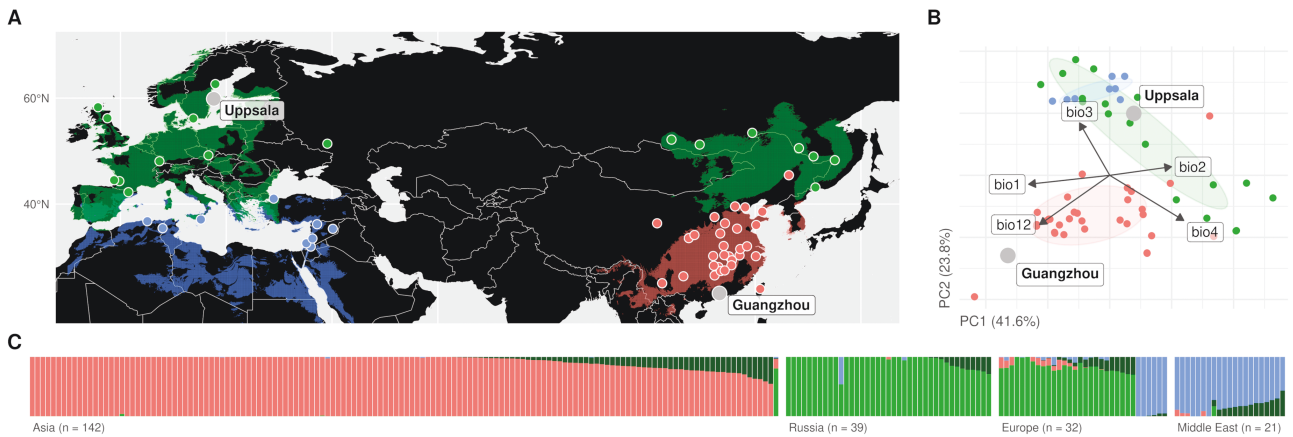 A
60°N
40°N
Uppsala
Guangzhou
B
PC2 (23.8%)
bio3
Uppsala
bio2
bio1
bio12
bio4
Guangzhou
PC1 (41.6%)
C
Asia (n = 142)
Russia (n = 39)
Europe (n = 32)
Middle East (n = 21)